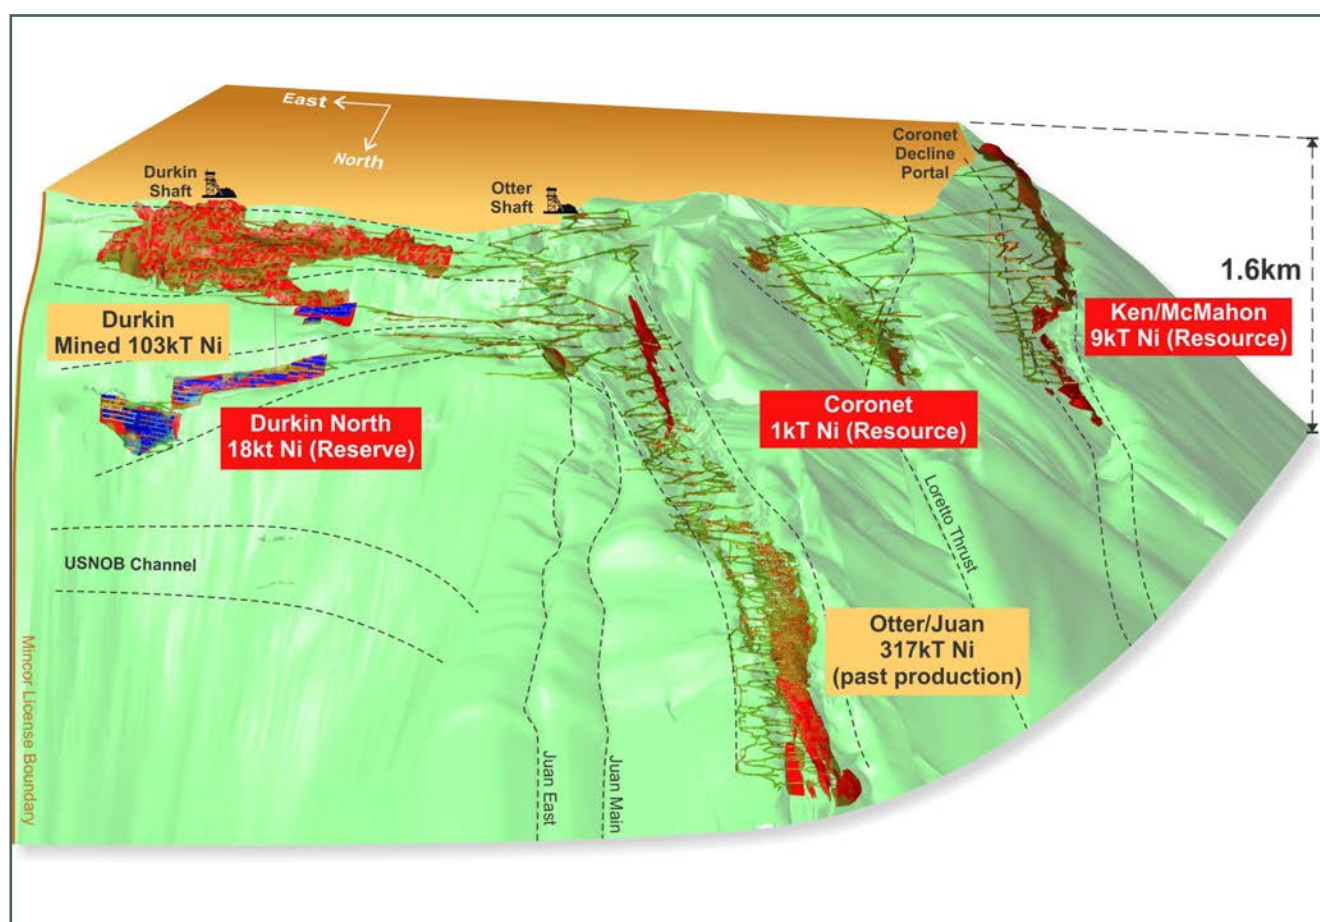 East
North
Durkin
Shaft
Otter
Shaft
Coronet
Decline
Portal
1.6km
Durkin
Mined 103kT Ni
Ken/McMahon
9kT Ni (Resource)
Durkin North
18kt Ni (Reserve)
Coronet
1kT Ni (Resource)
Loretto Thrust
USNOB Channel
Otter/Juan
317kT Ni
(past production)
Mincor License Boundary
Juan East
Juan Main